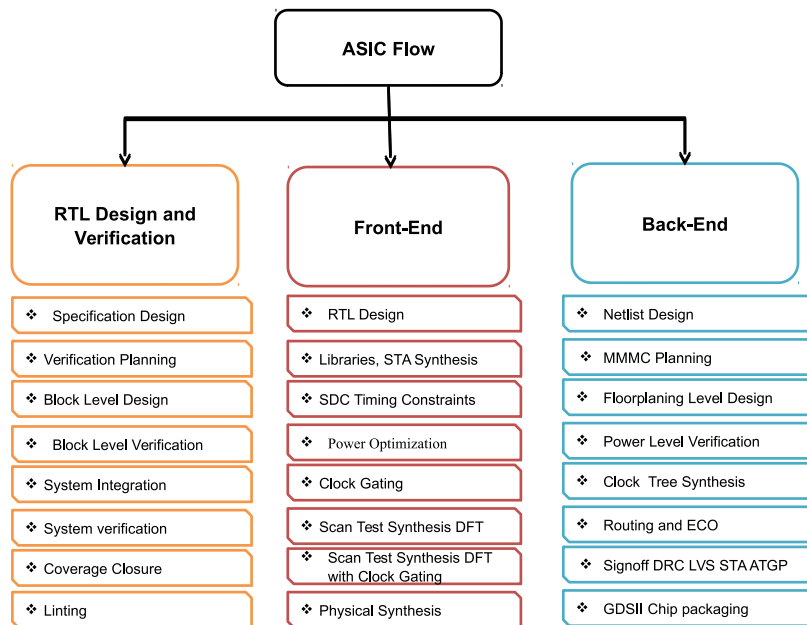 ASIC Flow
RTL Design and
Verification
❖ Specification Design
❖ Verification Planning
❖ Block Level Design
❖ Block Level Verification
❖ System Integration
❖ System verification
❖ Coverage Closure
❖ Linting
Front-End
❖ RTL Design
❖ Libraries, STA Synthesis
❖ SDC Timing Constraints
❖ Power Optimization
❖ Clock Gating
❖ Scan Test Synthesis DFT
❖ Scan Test Synthesis DFT
with Clock Gating
❖ Physical Synthesis
Back-End
❖ Netlist Design
❖ MMMC Planning
❖ Floorplaning Level Design
❖ Power Level Verification
❖ Clock Tree Synthesis
❖ Routing and ECO
❖ Signoff DRC LVS STA ATGP
❖ GDSII Chip packaging